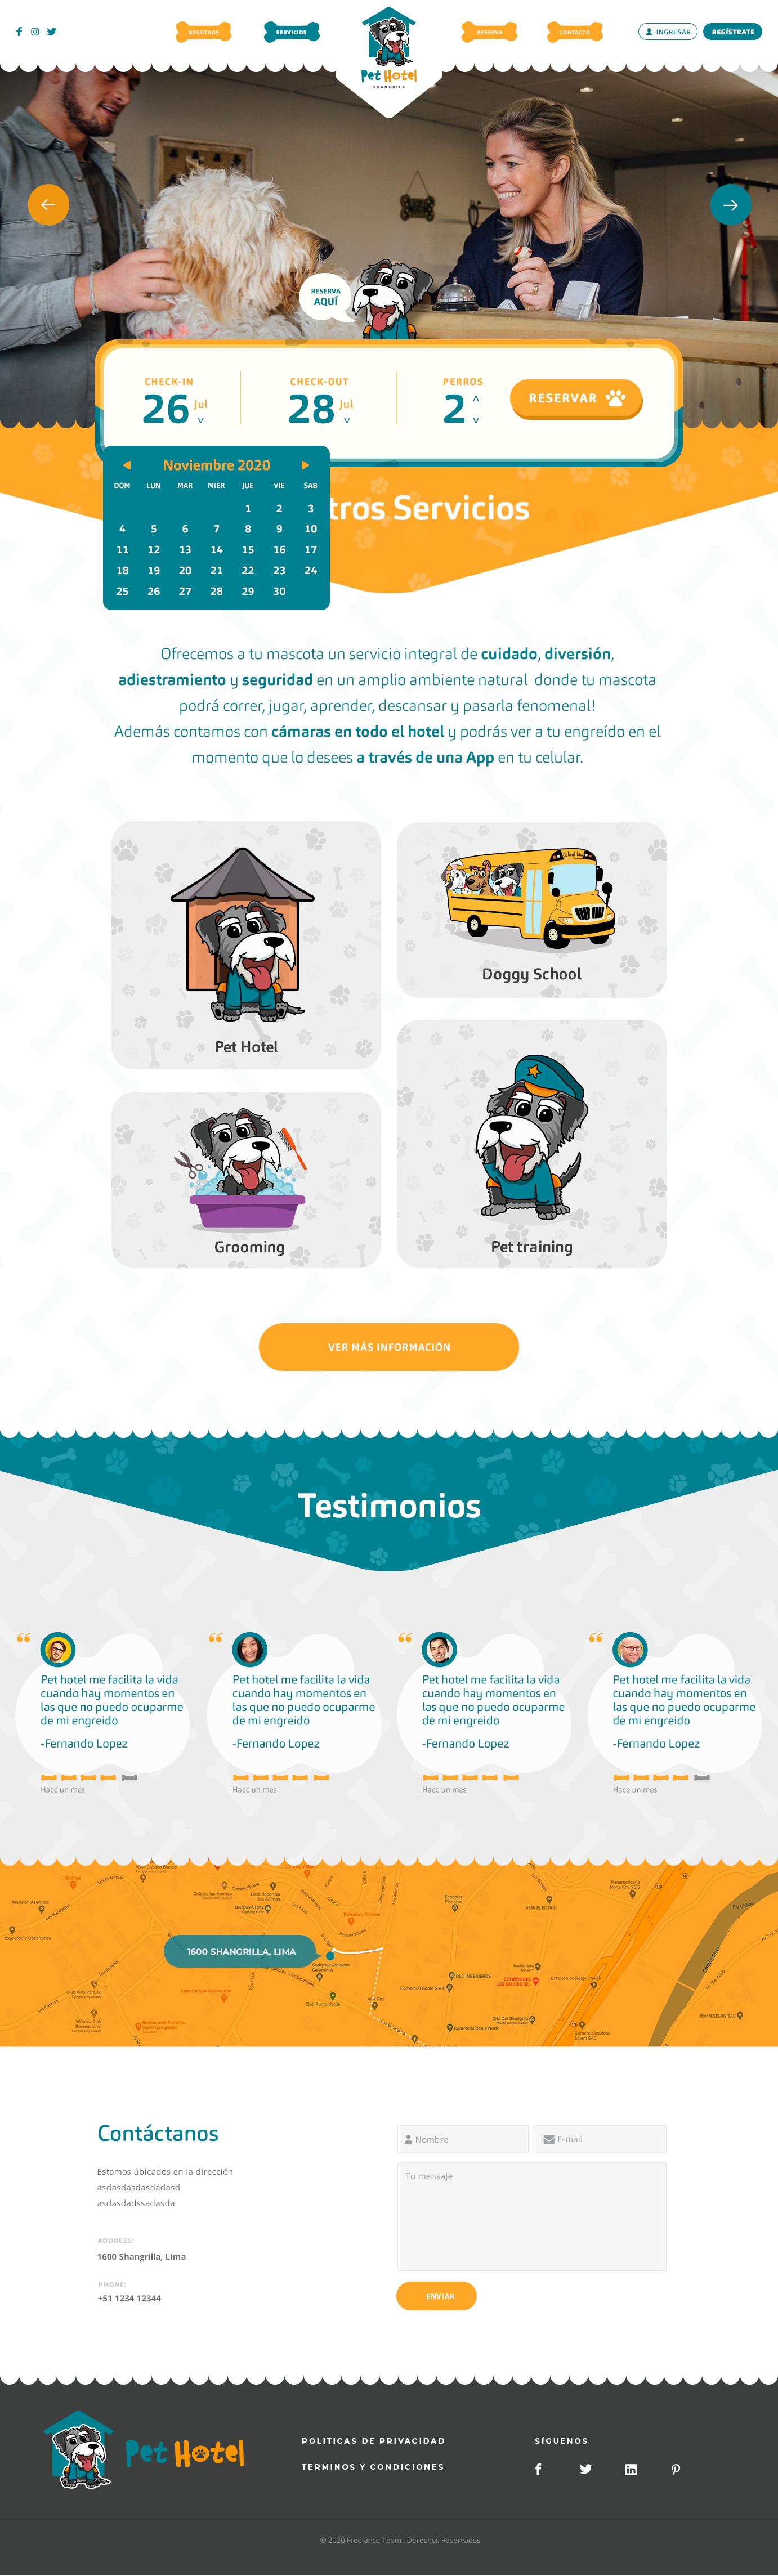 NOSOTROS
SERVICIOS
RESERVA
CONTACTO
INGRESAR
REGÍSTRATE
Pet Hotel
SHANGRILA
RESERVA
AQUÍ
CHECK-IN
26 Jul
CHECK-OUT
28 Jul
PERROS
2
RESERVAR
Noviembre 2020
DOM LUN MAR MIER JUE VIE SAB
1 2 3
4 5 6 7 8 9 10
11 12 13 14 15 16 17
18 19 20 21 22 23 24
25 26 27 28 29 30
tros Servicios
Ofrecemos a tu mascota un servicio integral de cuidado, diversión,
adiestramiento y seguridad en un amplio ambiente natural donde tu mascota
podrá correr, jugar, aprender, descansar y pasarla fenomenal!
Además contamos con cámaras en todo el hotel y podrás ver a tu engreído en el
momento que lo desees a través de una App en tu celular.
Pet Hotel
School bus
Doggy School
Grooming
Pet training
VER MÁS INFORMACIÓN
Testimonios
Pet hotel me facilita la vida
cuando hay momentos en
las que no puedo ocuparme
de mi engreido
-Fernando Lopez
Hace un mes
Pet hotel me facilita la vida
cuando hay momentos en
las que no puedo ocuparme
de mi engreido
-Fernando Lopez
Hace un mes
Pet hotel me facilita la vida
cuando hay momentos en
las que no puedo ocuparme
de mi engreido
-Fernando Lopez
Hace un mes
Pet hotel me facilita la vida
cuando hay momentos en
las que no puedo ocuparme
de mi engreido
-Fernando Lopez
Hace un mes
1600 SHANGRILLA, LIMA
Contáctanos
Estamos úbicados en la dirección
asdasdasdasdadasd
asdasdadssadasda
ADDRESS:
1600 Shangrilla, Lima
PHONE:
+51 1234 12344
Nombre
E-mail
Tu mensaje
ENVIAR
Pet Hotel
POLITICAS DE PRIVACIDAD
TERMINOS Y CONDICIONES
SÍGUENOS
© 2020 Freelance Team . Derechos Reservados